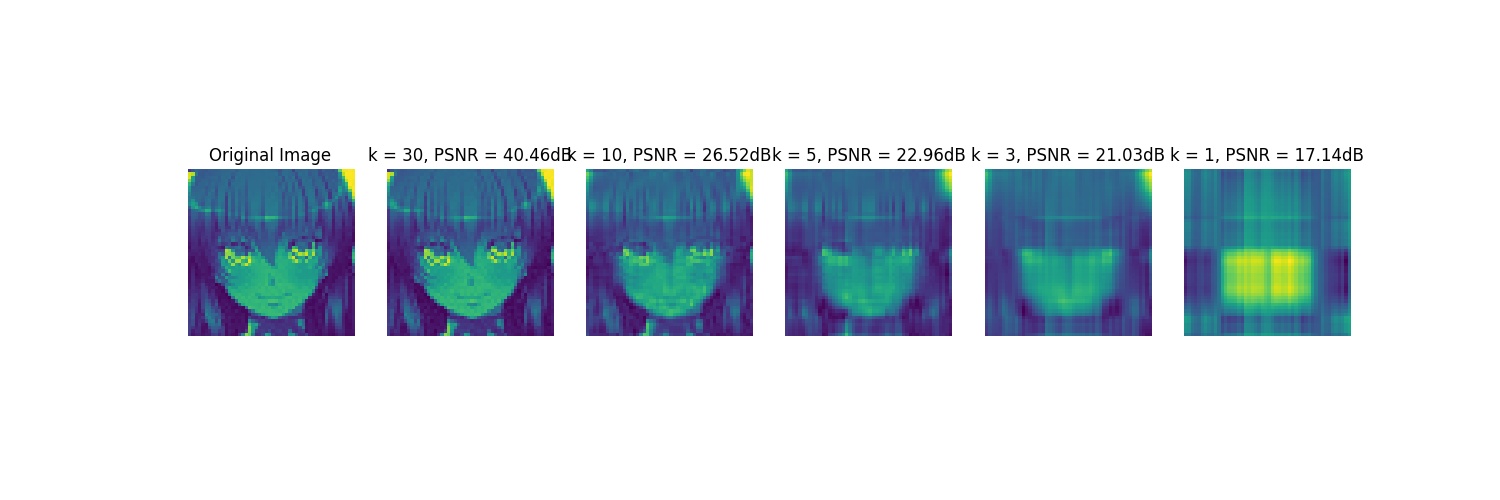 Original Image
k = 30, PSNR = 40.46dB
k = 10, PSNR = 26.52dB
k = 5, PSNR = 22.96dB
k = 3, PSNR = 21.03dB
k = 1, PSNR = 17.14dB